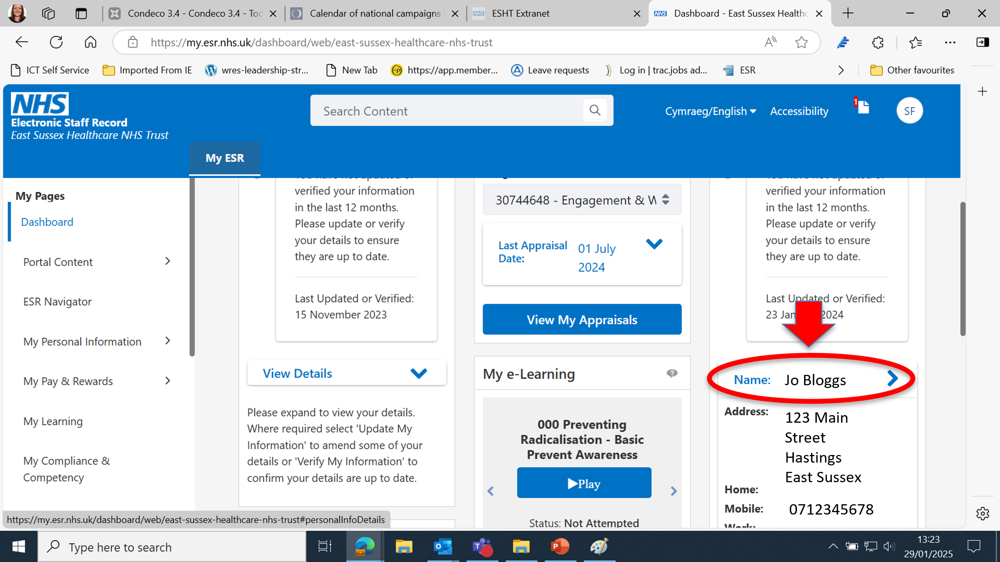 Condeco 3.4 - Condeco 3.4 - Tod
Calendar of national campaigns
NHS
ESHT Extranet
NHS
Dashboard - East Sussex Healthc
https://my.esr.nhs.uk/dashboard/web/east-sussex-healthcare-nhs-trust
ICT Self Service
Imported From IE
wres-leadership-str...
New Tab
https://app.member...
Leave requests
Log in | trac.jobs ad...
ESR
Other favourites
NHS
Electronic Staff Record
East Sussex Healthcare NHS Trust
Search Content
Cymraeg/English
Accessibility
1
SF
My ESR
My Pages
Dashboard
Portal Content
ESR Navigator
My Personal Information
My Pay & Rewards
My Learning
My Compliance &
Competency
verified your information
in the last 12 months.
Please update or verify
your details to ensure
they are up to date.
Last Updated or Verified:
15 November 2023
View Details
Please expand to view your details.
Where required select 'Update My
Information' to amend some of your
details or 'Verify My Information' to
confirm your details are up to date.
30744648 - Engagement & W
Last Appraisal
Date:
01 July
2024
View My Appraisals
My e-Learning
000 Preventing
Radicalisation - Basic
Prevent Awareness
Play
Status: Not Attempted
verified your information
in the last 12 months.
Please update or verify
your details to ensure
they are up to date.
Last Updated or Verified:
23 Jan 2024
Name: Jo Bloggs
Address:
123 Main
Street
Hastings
East Sussex
Home:
Mobile: 0712345678
Work:
https://my.esr.nhs.uk/dashboard/web/east-sussex-healthcare-nhs-trust#personalInfoDetails
Type here to search
13:23
29/01/2025